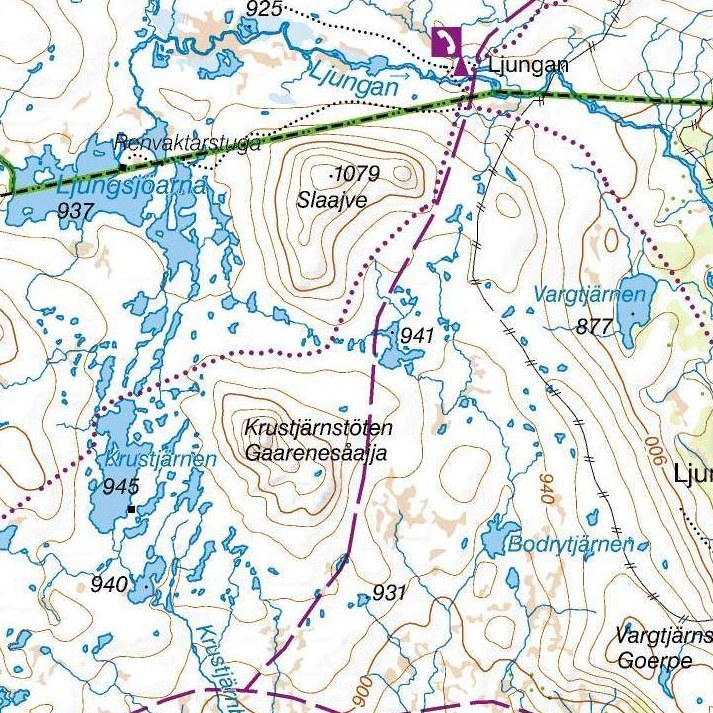 925
Ljungan
Ljungan
Renvaktarstuga
Ljungsjöarna
937
1079
Slaajve
Vargtjärnen
877
941
Krustjärnstöten
Gaarenesåajja
Krustjärnen
945
900
940
Bodrytjärnen
940
931
Vargtjärns
Goerpe
900